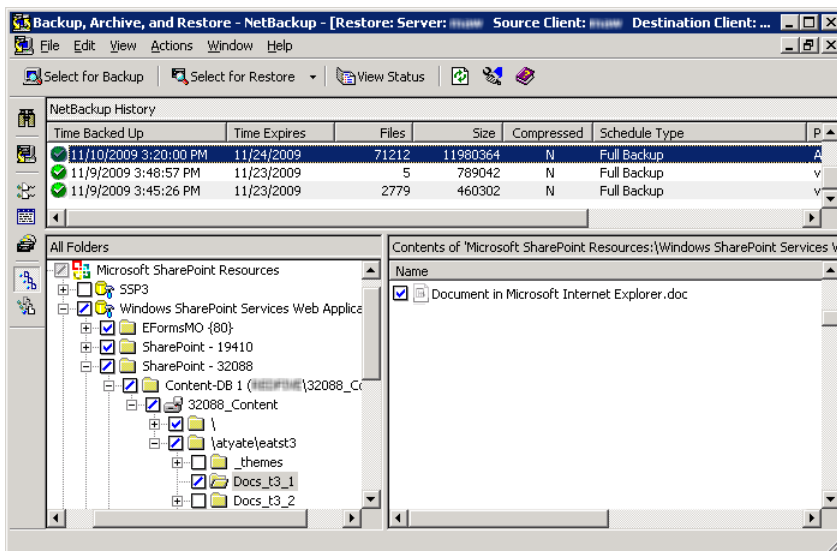 Backup, Archive, and Restore - NetBackup - [Restore: Server: Source Client: Destination Client: ...
File Edit View Actions Window Help
Select for Backup Select for Restore View Status
NetBackup History
Time Backed Up Time Expires Files Size Compressed Schedule Type P
11/10/2009 3:20:00 PM 11/24/2009 71212 11980364 N Full Backup A
11/9/2009 3:48:57 PM 11/23/2009 5 789042 N Full Backup v
11/9/2009 3:45:26 PM 11/23/2009 2779 460302 N Full Backup v
All Folders
Contents of 'Microsoft SharePoint Resources:\Windows SharePoint Services W
Name
Document in Microsoft Internet Explorer.doc
Microsoft SharePoint Resources
SSP3
Windows SharePoint Services Web Applica
EFormsMO {80}
SharePoint - 19410
SharePoint - 32088
Content-DB 1 ( \32088_Co
32088_Content
\
\atyate\eatst3
_themes
Docs_t3_1
Docs_t3_2